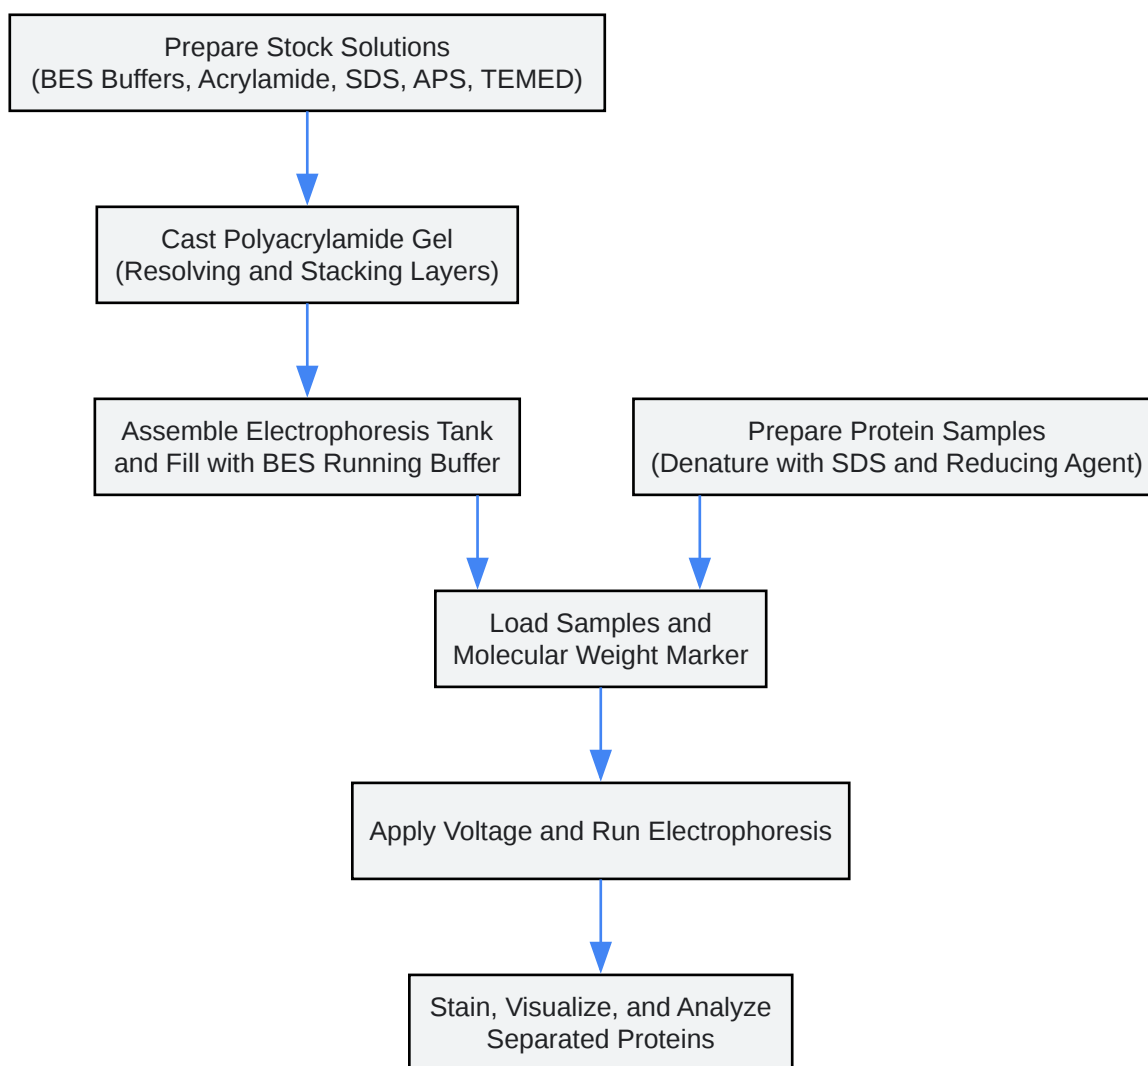 Prepare Stock Solutions
(BES Buffers, Acrylamide, SDS, APS, TEMED)
Cast Polyacrylamide Gel
(Resolving and Stacking Layers)
Assemble Electrophoresis Tank
and Fill with BES Running Buffer
Prepare Protein Samples
(Denature with SDS and Reducing Agent)
Load Samples and
Molecular Weight Marker
Apply Voltage and Run Electrophoresis
Stain, Visualize, and Analyze
Separated Proteins